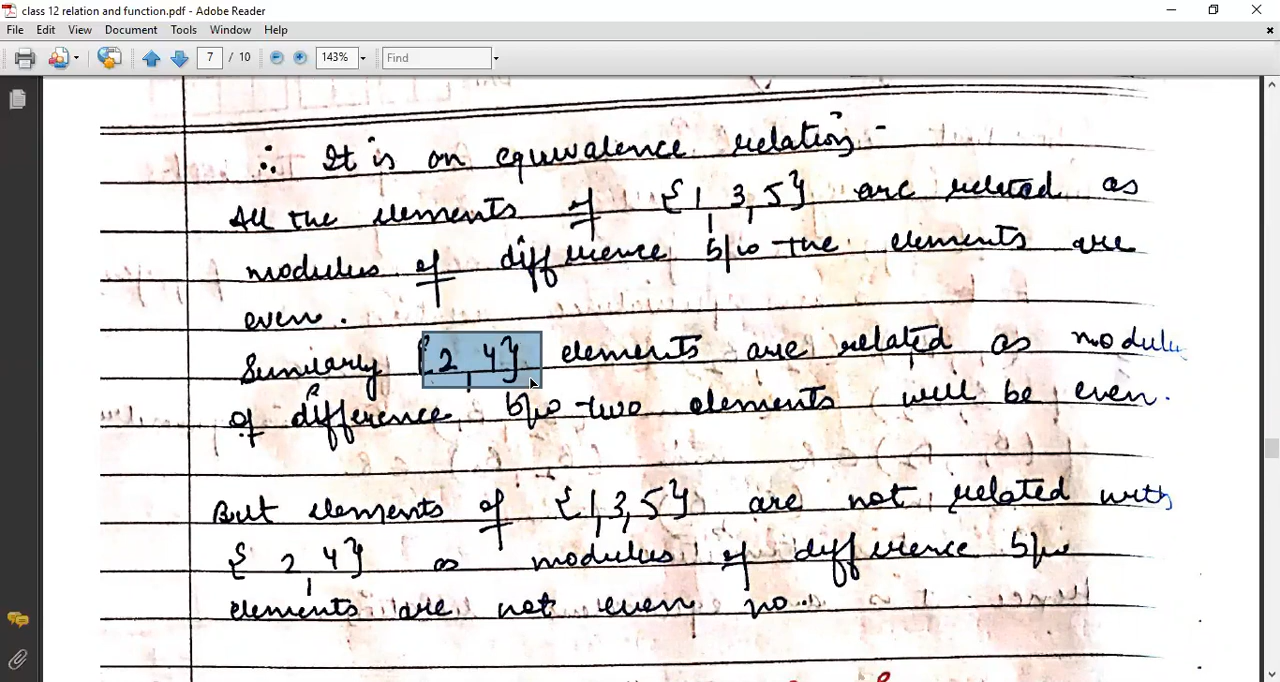 class 12 relation and function.pdf - Adobe Reader
File Edit View Document Tools Window Help
7 / 10 143% Find
∴ It is an equivalence relation :-
All the elements of {1, 3, 5} are related as
modulus of difference b/w the elements are
even.
Similarly {2, 4} elements are related as modulu
of difference b/w two elements will be even.
But elements of {1, 3, 5} are not related with
{2, 4} as modulus of difference b/w
elements are not even no.